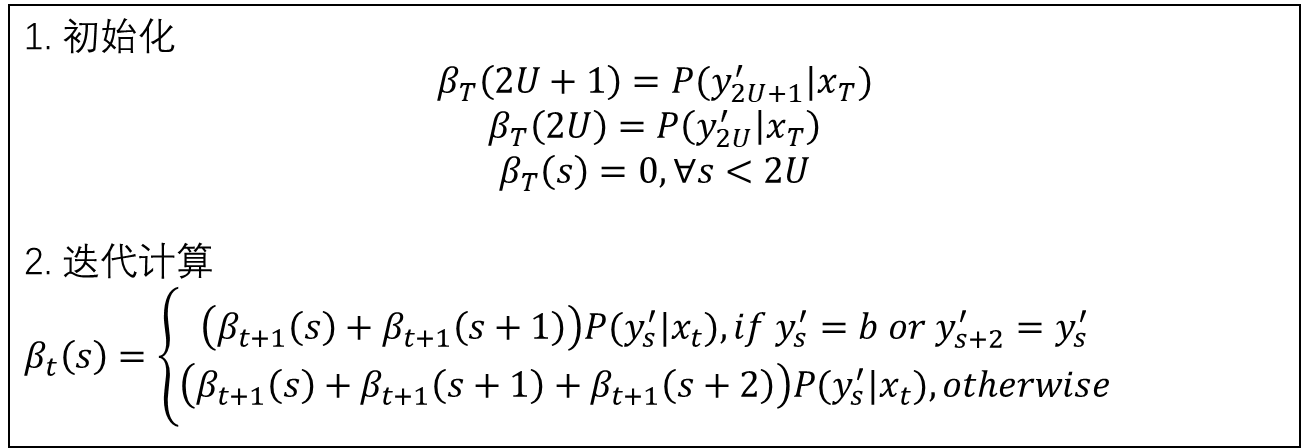 1. 初始化
β_T(2U + 1) = P(y′_{2U+1}|x_T)
β_T(2U) = P(y′_{2U}|x_T)
β_T(s) = 0, ∀s < 2U
2. 迭代计算
β_t(s) = {
(β_{t+1}(s) + β_{t+1}(s + 1))P(y′_s|x_t), if y′_s = b or y′_{s+2} = y′_s
(β_{t+1}(s) + β_{t+1}(s + 1) + β_{t+1}(s + 2))P(y′_s|x_t), otherwise